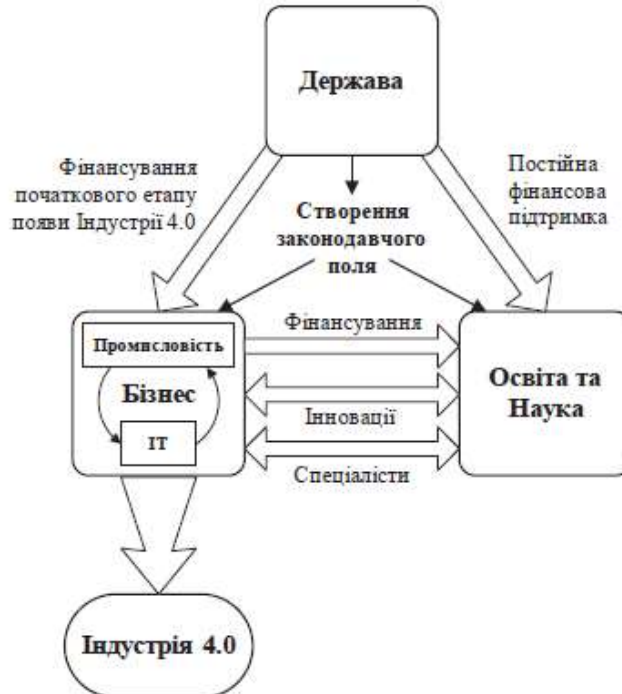 Держава
Фінансування
початкового етапу
появи Індустрії 4.0
Постійна
фінансова
підтримка
Створення
законодавчого
поля
Промисловість
Бізнес
ІТ
Фінансування
Інновації
Спеціалісти
Освіта та
Наука
Індустрія 4.0